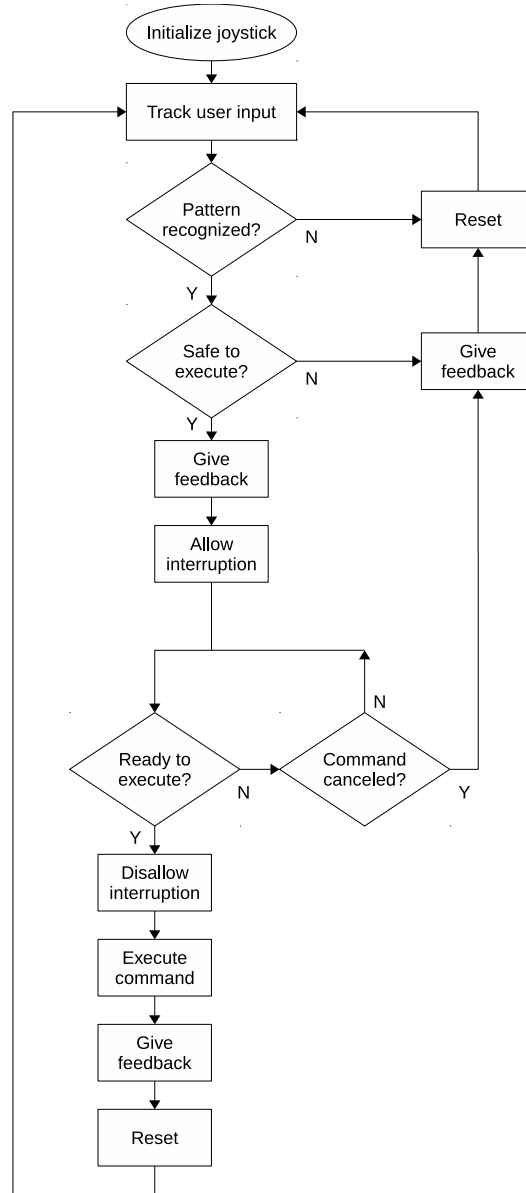 Initialize joystick
Track user input
Pattern
recognized?
N
Reset
Y
Safe to
execute?
N
Give
feedback
Y
Give
feedback
Allow
interruption
N
Ready to
execute?
N
Command
canceled?
Y
Y
Disallow
interruption
Execute
command
Give
feedback
Reset